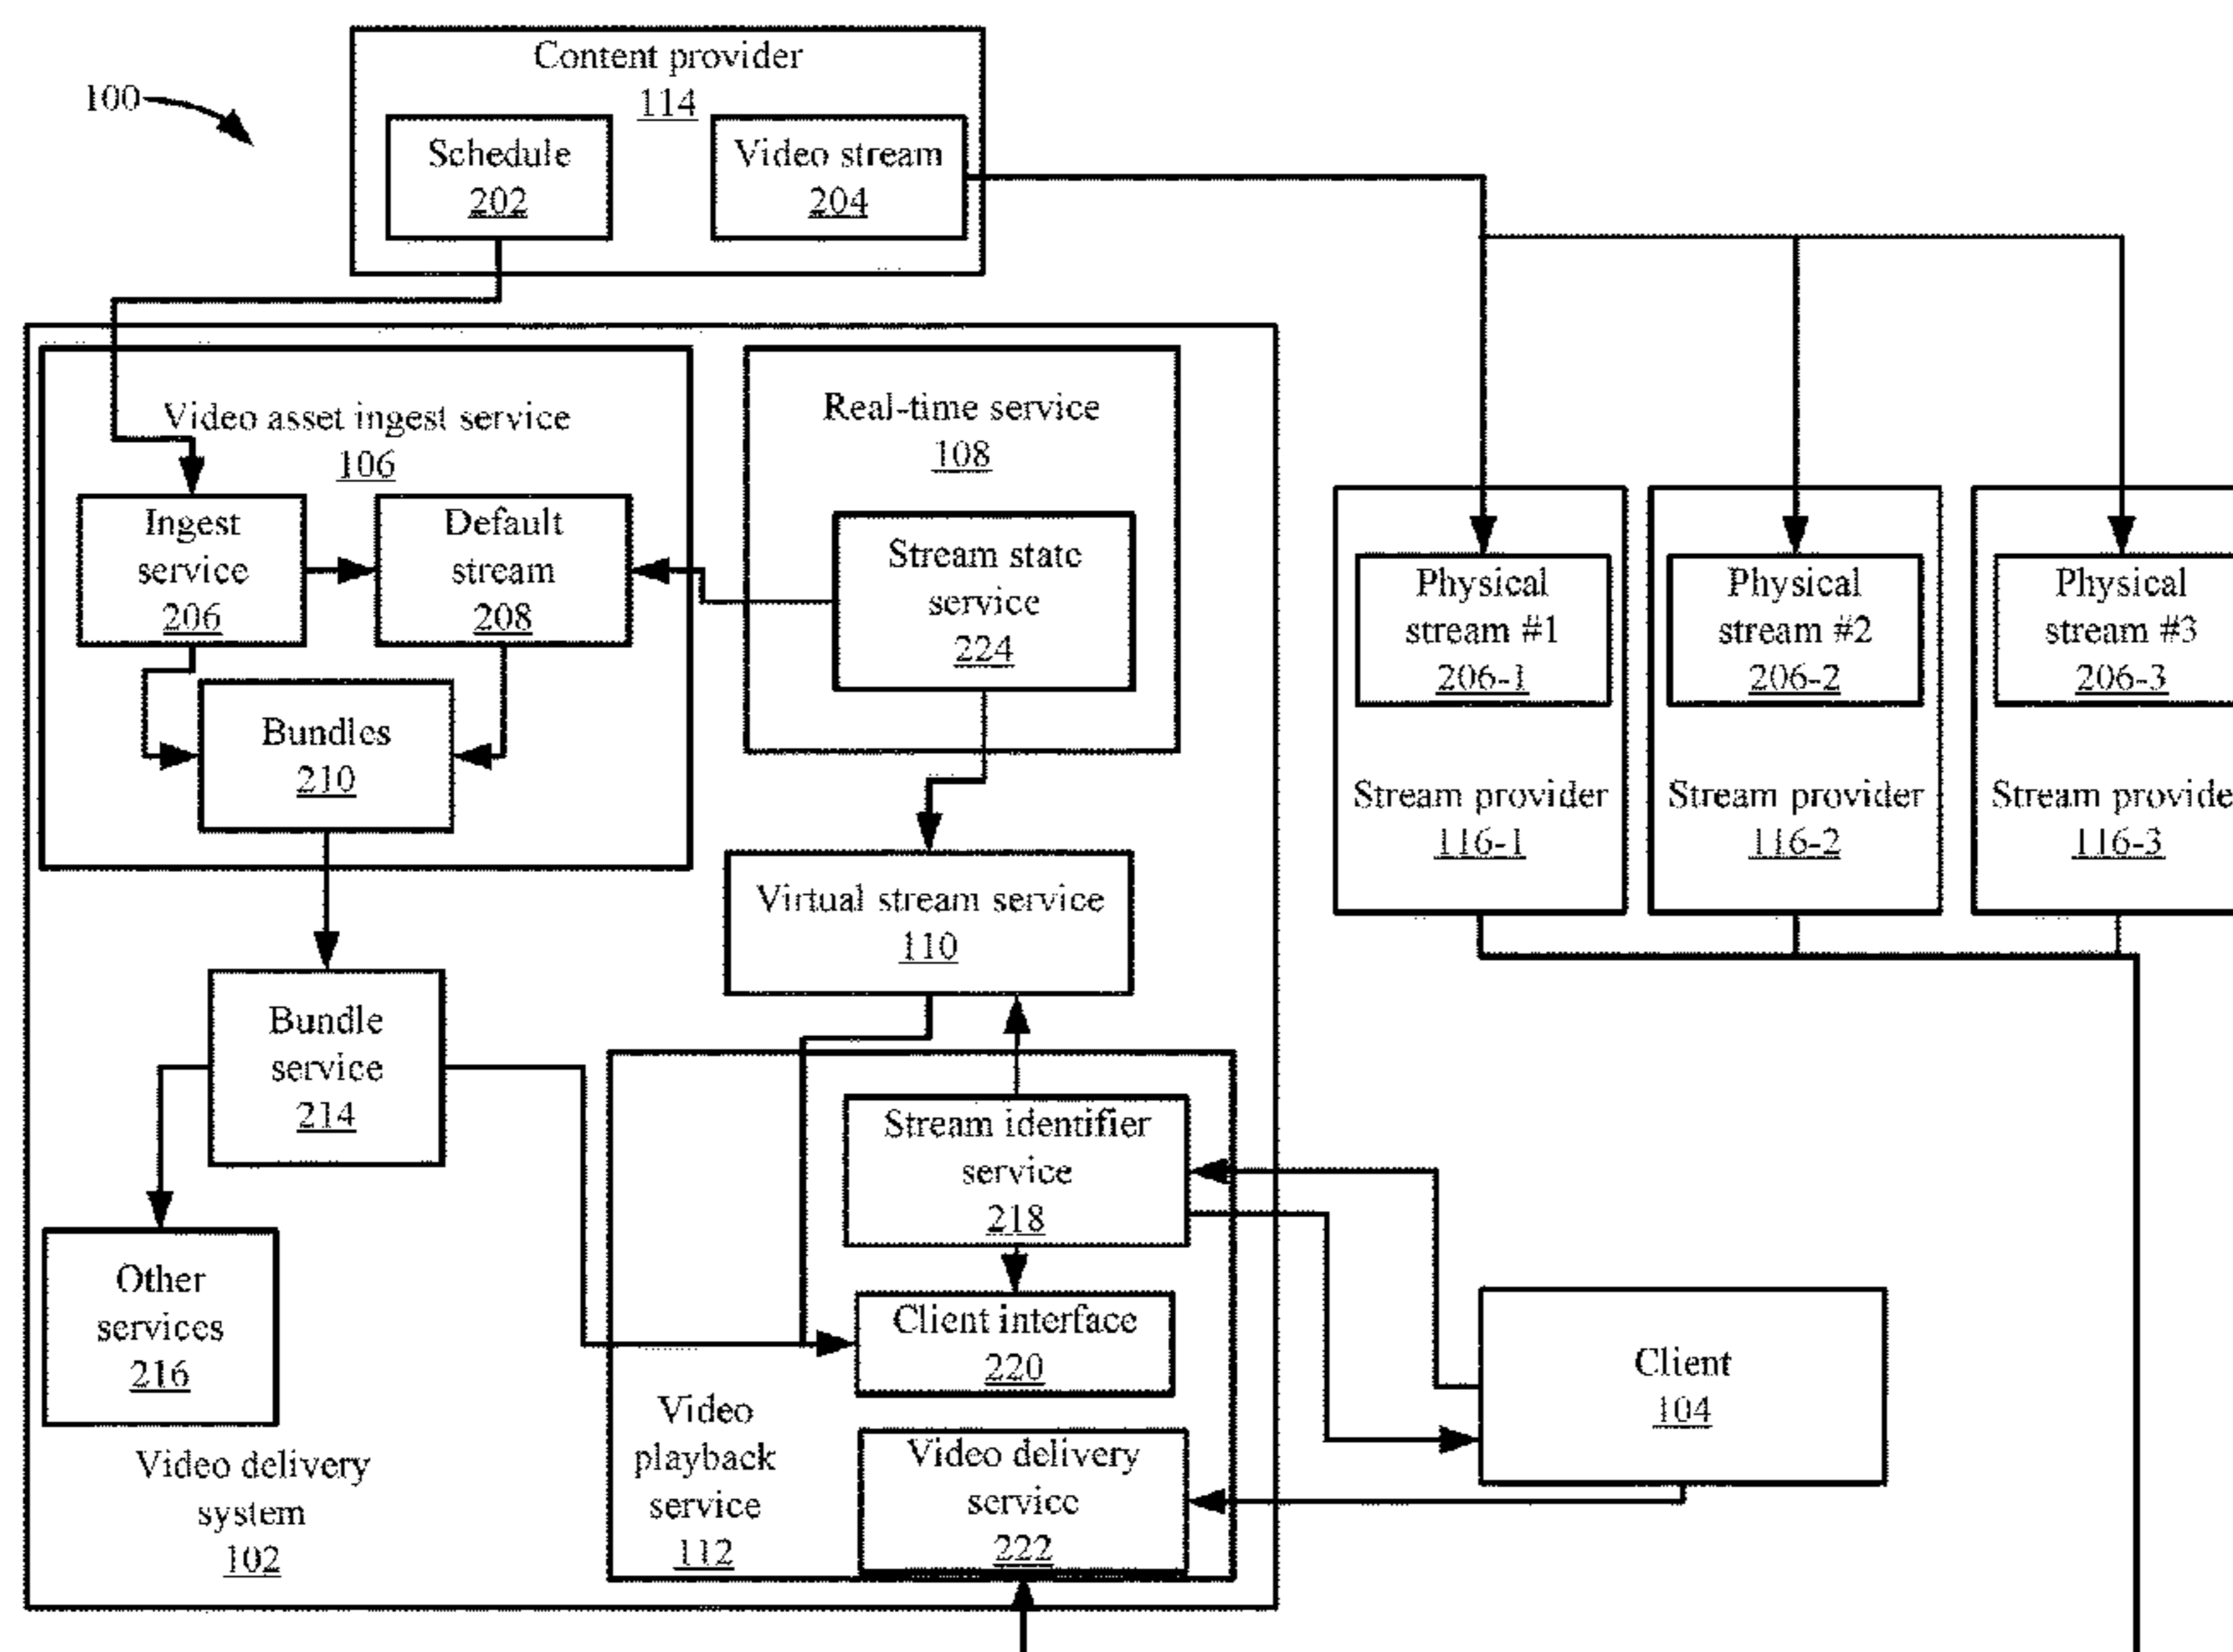 100
Content provider
114
Schedule
202
Video stream
204
Video asset ingest service
106
Ingest
service
206
Default
stream
208
Bundles
210
Real-time service
108
Stream state
service
224
Physical
stream #1
206-1
Stream provider
116-1
Physical
stream #2
206-2
Stream provider
116-2
Physical
stream #3
206-3
Stream provide
116-3
Virtual stream service
110
Bundle
service
214
Other
services
216
Video delivery
system
102
Stream identifier
service
218
Client interface
220
Video
playback
service
112
Video delivery
service
222
Client
104